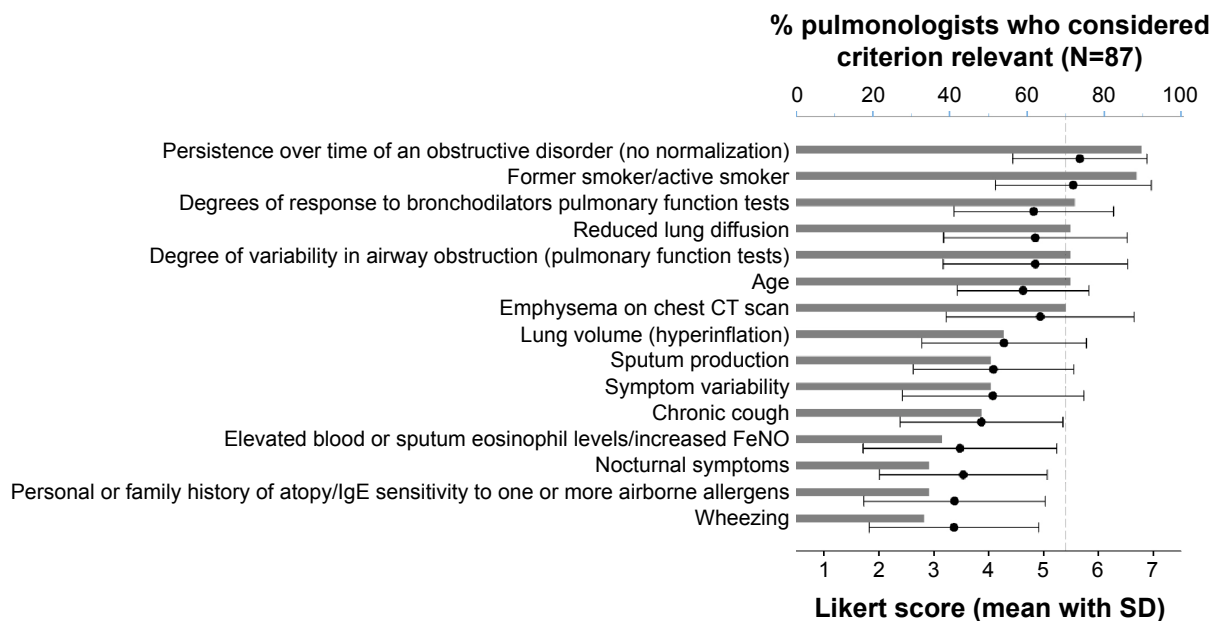 % pulmonologists who considered
criterion relevant (N=87)
0 20 40 60 80 100
Persistence over time of an obstructive disorder (no normalization)
Former smoker/active smoker
Degrees of response to bronchodilators pulmonary function tests
Reduced lung diffusion
Degree of variability in airway obstruction (pulmonary function tests)
Age
Emphysema on chest CT scan
Lung volume (hyperinflation)
Sputum production
Symptom variability
Chronic cough
Elevated blood or sputum eosinophil levels/increased FeNO
Nocturnal symptoms
Personal or family history of atopy/IgE sensitivity to one or more airborne allergens
Wheezing
1 2 3 4 5 6 7
Likert score (mean with SD)